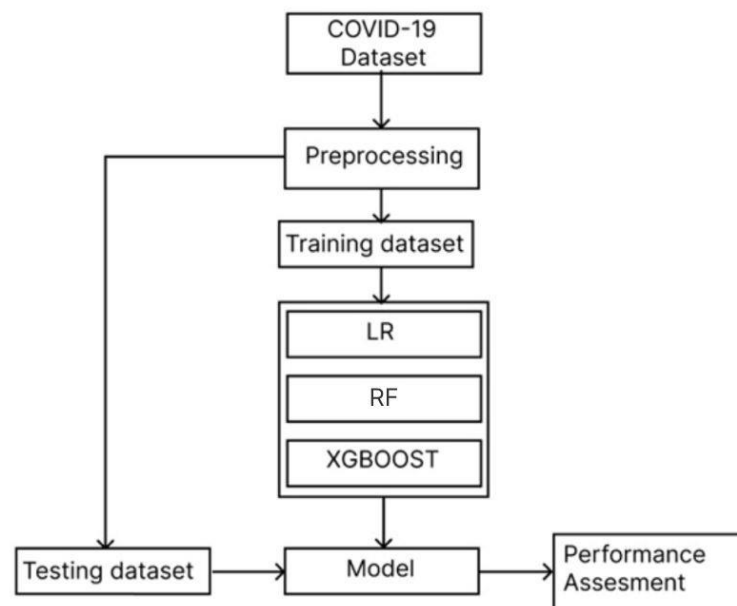 COVID-19
Dataset
Preprocessing
Training dataset
LR
RF
XGBOOST
Testing dataset
Model
Performance
Assesment